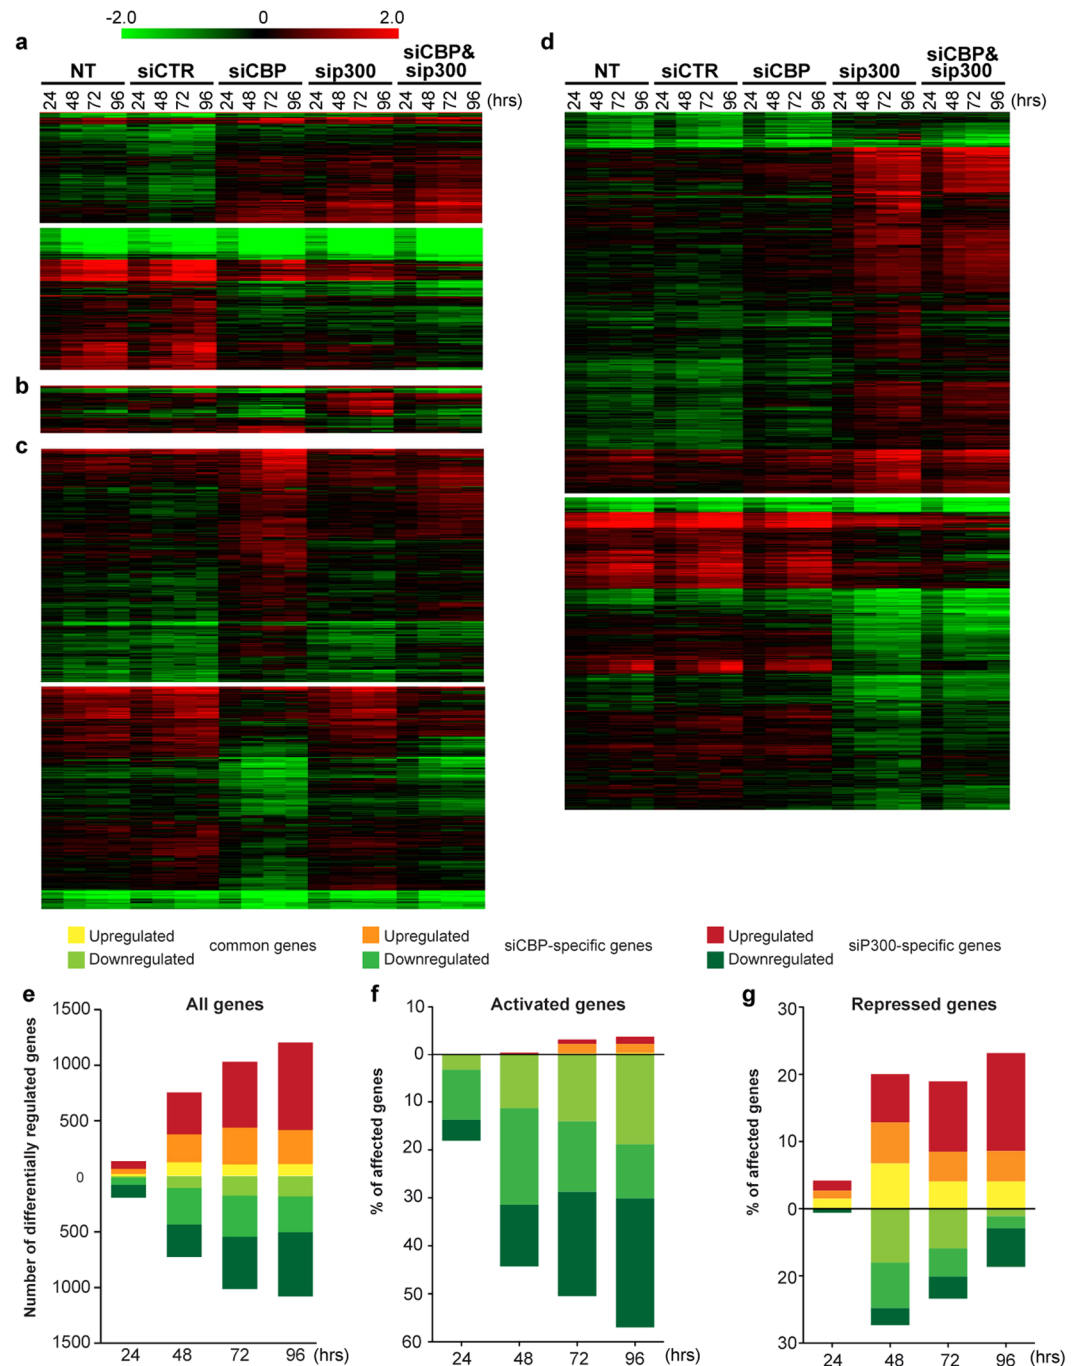 -2.0 0 2.0
a
NT siCTR siCBP sip300 siCBP& sip300
24 48 72 96 24 48 72 96 24 48 72 96 24 48 72 96 24 48 72 96 (hrs)
b
c
d
NT siCTR siCBP sip300 siCBP& sip300
24 48 72 96 24 48 72 96 24 48 72 96 24 48 72 96 24 48 72 96 (hrs)
Upregulated
Downregulated
common genes
Upregulated
Downregulated
siCBP-specific genes
Upregulated
Downregulated
siP300-specific genes
e
All genes
Number of differentially regulated genes
1500
1000
500
0
500
1000
1500
24 48 72 96 (hrs)
f
Activated genes
% of affected genes
10
0
10
20
30
40
50
60
24 48 72 96 (hrs)
g
Repressed genes
% of affected genes
30
20
10
0
20
30
24 48 72 96 (hrs)